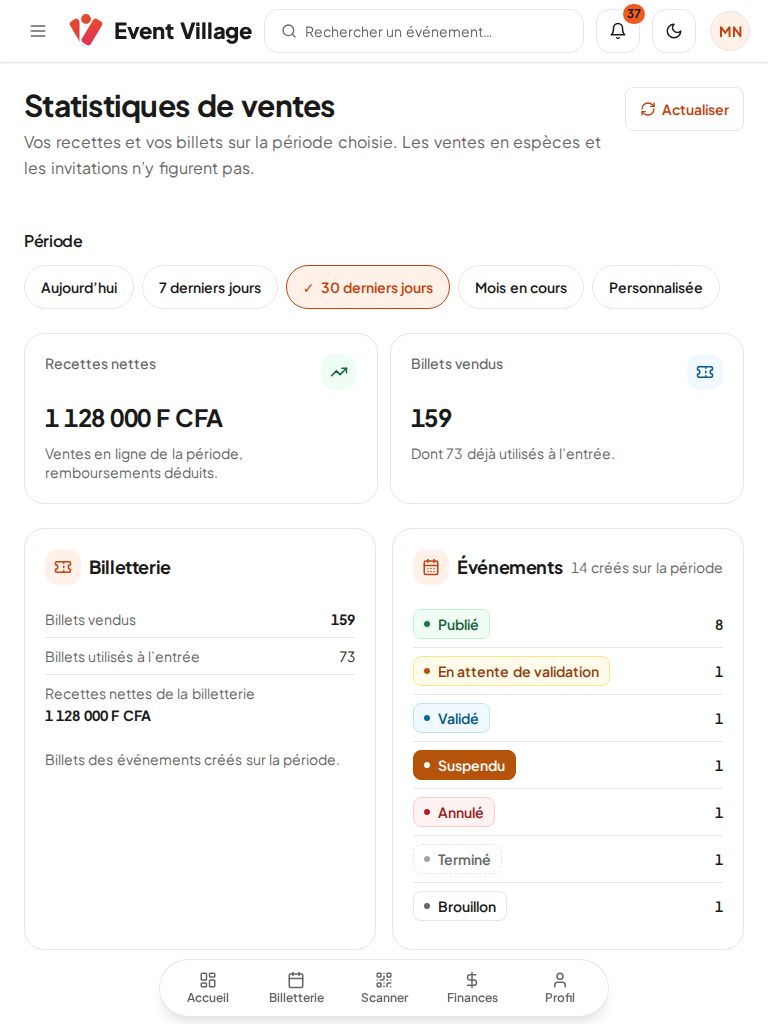 Event Village
Rechercher un événement…
37
MN
Statistiques de ventes
Actualiser
Vos recettes et vos billets sur la période choisie. Les ventes en espèces et
les invitations n’y figurent pas.
Période
Aujourd’hui
7 derniers jours
✓ 30 derniers jours
Mois en cours
Personnalisée
Recettes nettes
1 128 000 F CFA
Ventes en ligne de la période,
remboursements déduits.
Billets vendus
159
Dont 73 déjà utilisés à l’entrée.
Billetterie
Billets vendus 159
Billets utilisés à l’entrée 73
Recettes nettes de la billetterie
1 128 000 F CFA
Billets des événements créés sur la période.
Événements 14 créés sur la période
Publié 8
En attente de validation 1
Validé 1
Suspendu 1
Annulé 1
Terminé 1
Brouillon 1
Accueil
Billetterie
Scanner
Finances
Profil